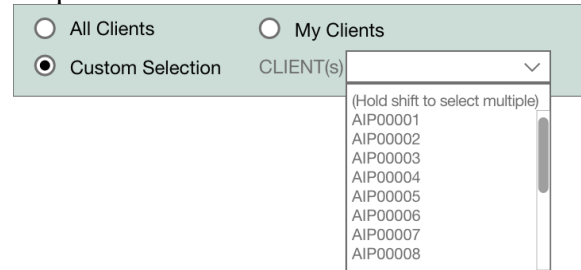 All Clients My Clients
Custom Selection CLIENT(s)
(Hold shift to select multiple)
AIP00001
AIP00002
AIP00003
AIP00004
AIP00005
AIP00006
AIP00007
AIP00008